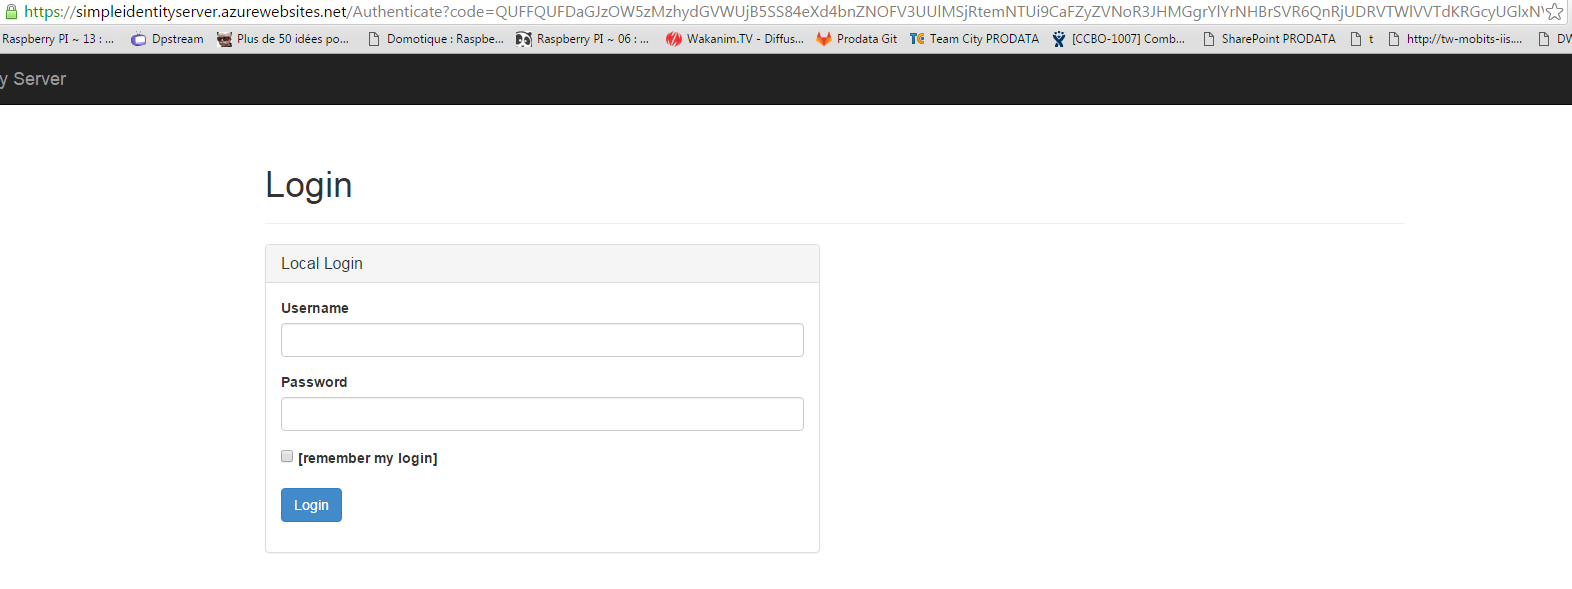 https://simpleidentityserver.azurewebsites.net/Authenticate?code=
Raspberry PI ~ 13 : ... Dpstream Plus de 50 idées po... Domotique : Raspbe... Raspberry PI ~ 06 : ... Wakanim.TV - Diffus... Prodata Git Team City PRODATA [CCBO-1007] Comb... SharePoint PRODATA t http://tw-mobits-iis.... DW
y Server
Login
Local Login
Username
Password
[remember my login]
Login